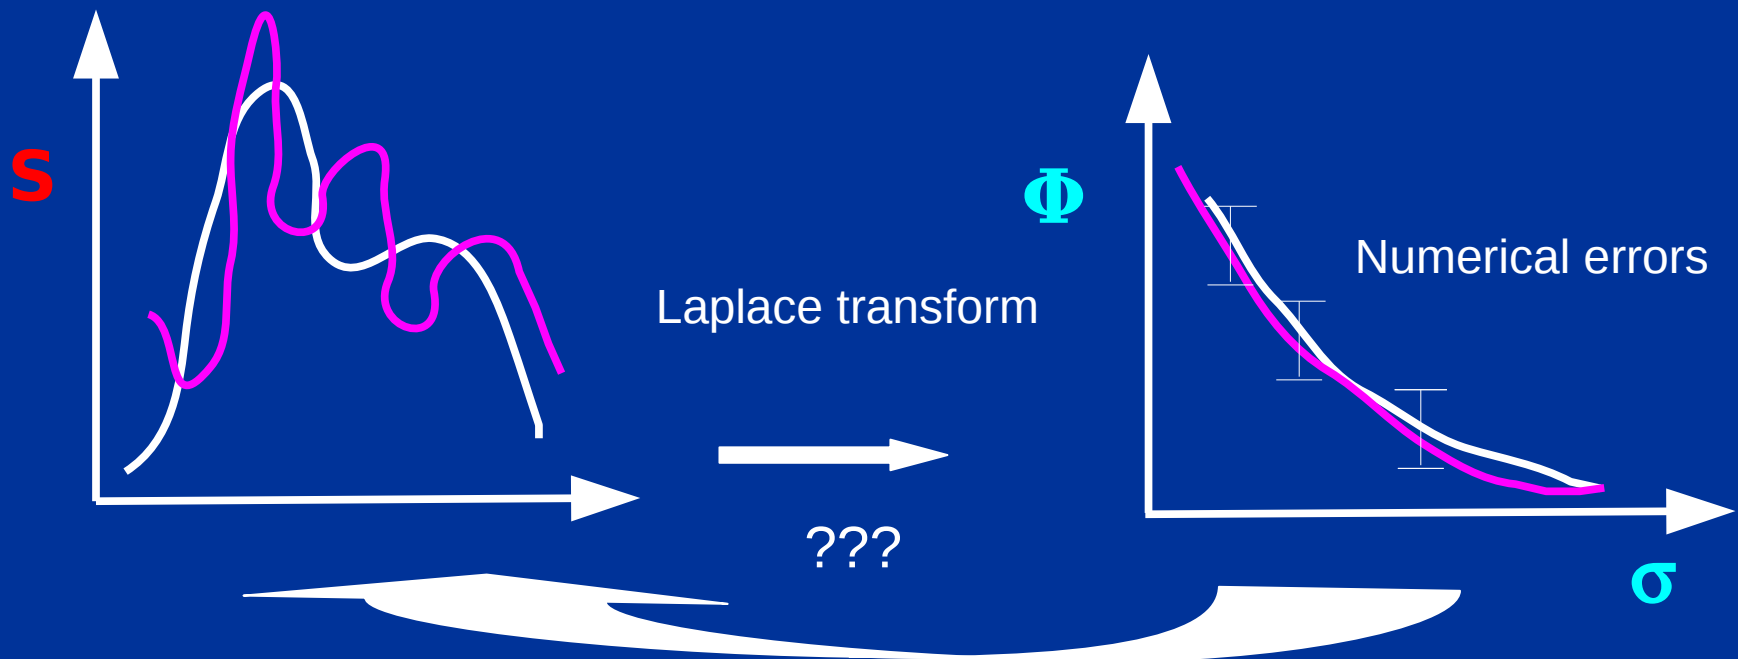 S
Φ
Numerical errors
Laplace transform
???
σ